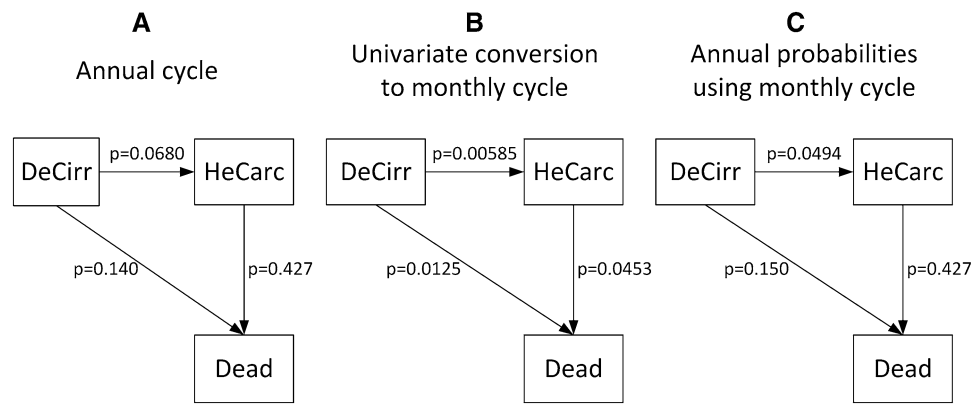 A
Annual cycle
DeCirr
p=0.0680
HeCarc
p=0.140
p=0.427
Dead
B
Univariate conversion
to monthly cycle
DeCirr
p=0.00585
HeCarc
p=0.0125
p=0.0453
Dead
C
Annual probabilities
using monthly cycle
DeCirr
p=0.0494
HeCarc
p=0.150
p=0.427
Dead